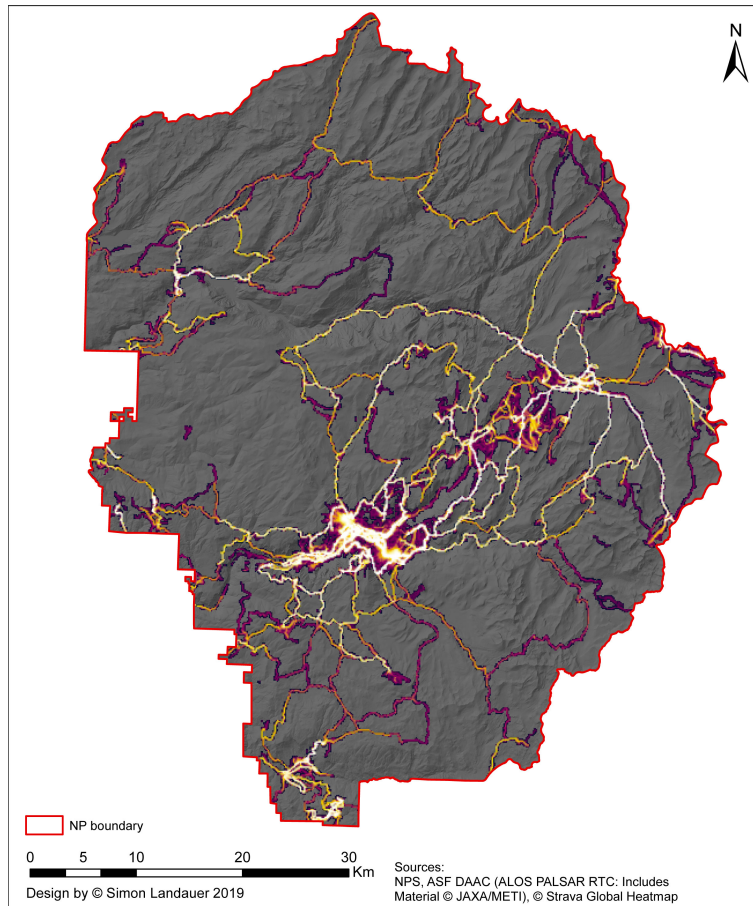 N
NP boundary
0 5 10 20 30
Km
Design by © Simon Landauer 2019
Sources:
NPS, ASF DAAC (ALOS PALSAR RTC: Includes
Material © JAXA/METI), © Strava Global Heatmap